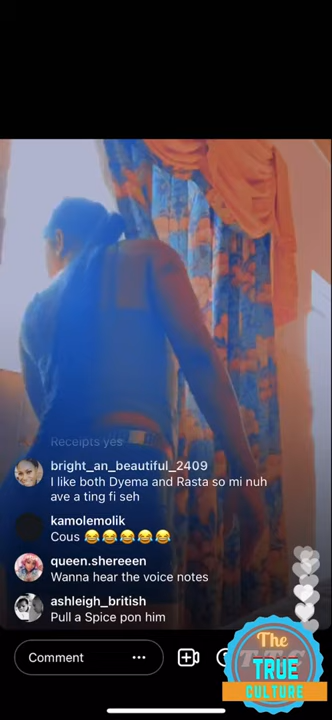 Receipts yes
bright_an_beautiful_2409
I like both Dyema and Rasta so mi nuh
ave a ting fi seh
kamolemolik
Cous 😂😂😂😂😂
queen.shereeen
Wanna hear the voice notes
ashleigh_british
Pull a Spice pon him
Comment
The
TTC
TRUE
CULTURE